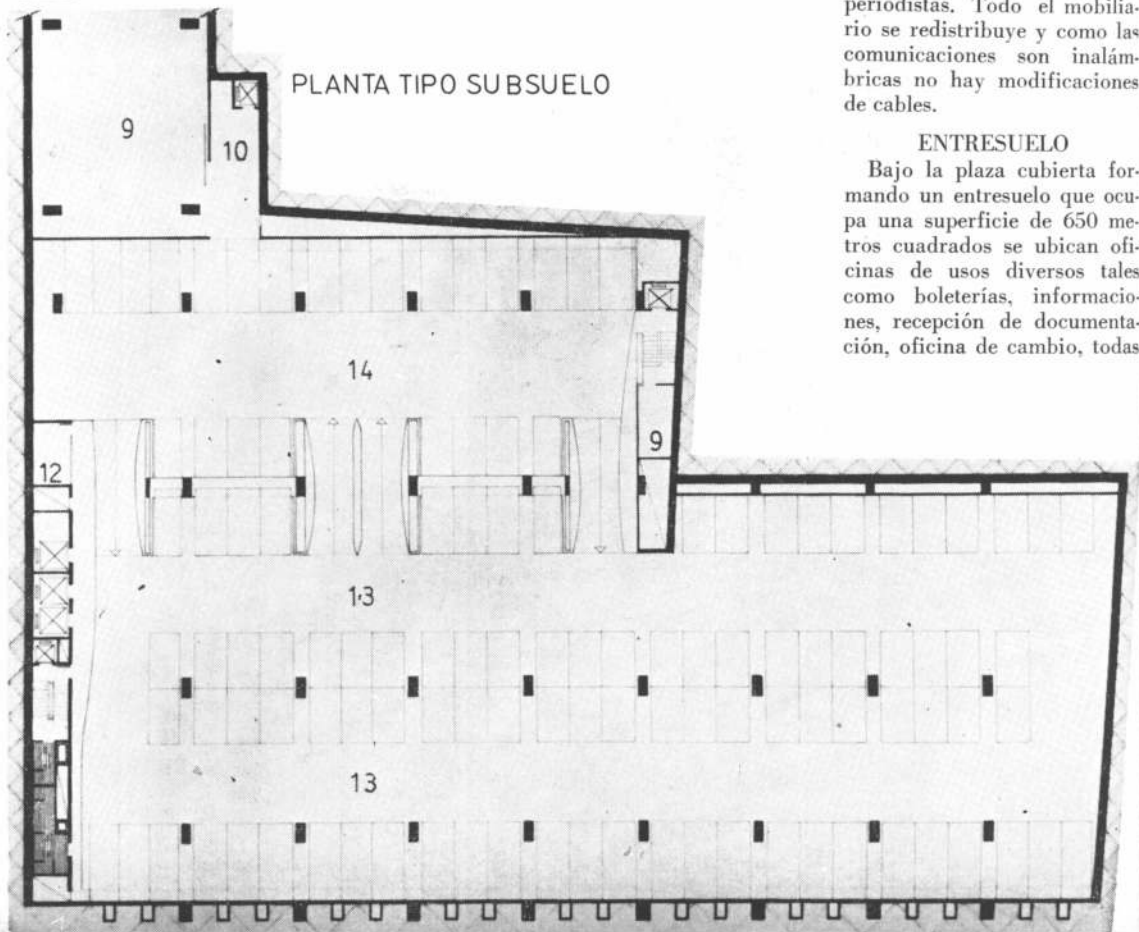 periodistas. Todo el mobilia-
rio se redistribuye y como las
comunicaciones son inalám-
bricas no hay modificaciones
de cables.
ENTRESUELO
Bajo la plaza cubierta for-
mando un entresuelo que ocu-
pa una superficie de 650 me-
tros cuadrados se ubican ofi-
cinas de usos diversos tales
como boleterías, informacio-
nes, recepción de documenta-
ción, oficina de cambio, todas
PLANTA TIPO SUBSUELO
9
10
14
9
12
13
13